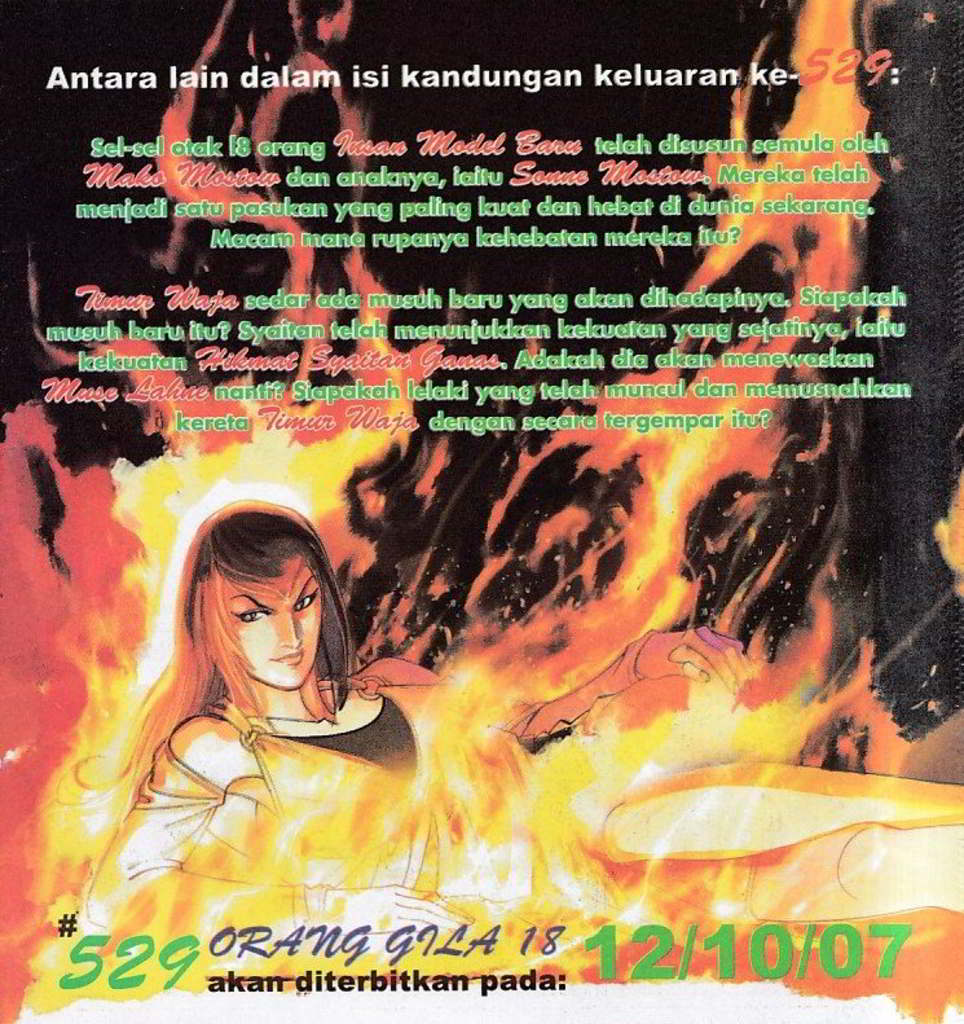 Antara lain dalam isi kandungan keluaran ke-529:
Sel-sel otak 18 orang Insan Model Baru telah disusun semula oleh
Mako Mostow dan anaknya, iaitu Sonne Mostow. Mereka telah
menjadi satu pasukan yang paling kuat dan hebat di dunia sekarang.
Macam mana rupanya kehebatan mereka itu?
Timur Waja sedar ada musuh baru yang akan dihadapinya. Siapakah
musuh baru itu? Syaitan telah menunjukkan kekuatan yang sejatinya, iaitu
kekuatan Hikmat Syaitan Ganas. Adakah dia akan menewaskan
Muse Lahne nanti? Siapakah lelaki yang telah muncul dan memusnahkan
kereta Timur Waja dengan secara tergempar itu?
#529 ORANG GILA 18 12/10/07
akan diterbitkan pada: